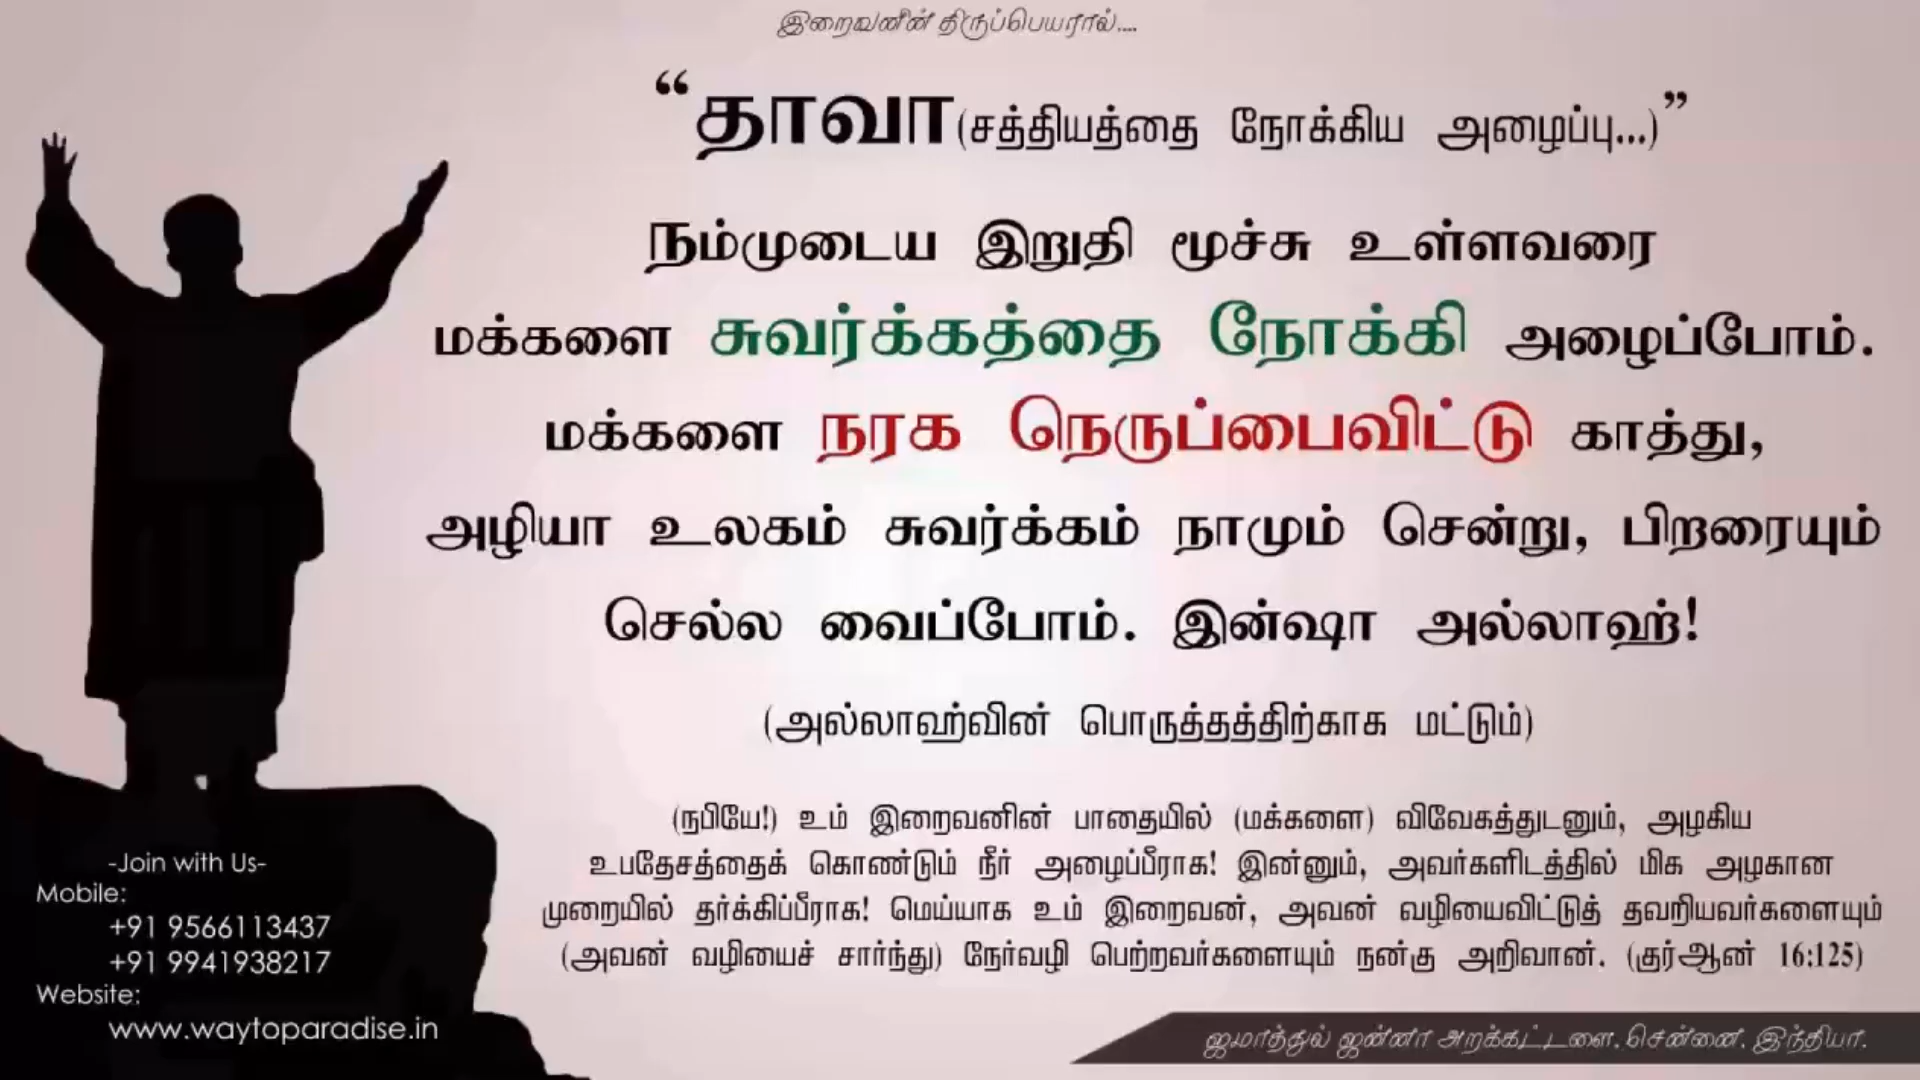 இறைவனின் திருப்பெயரால்....
“தாவா(சத்தியத்தை நோக்கிய அழைப்பு...)”
நம்முடைய இறுதி மூச்சு உள்ளவரை
மக்களை சுவர்க்கத்தை நோக்கி அழைப்போம்.
மக்களை நரக நெருப்பைவிட்டு காத்து,
அழியா உலகம் சுவர்க்கம் நாமும் சென்று, பிறரையும்
செல்ல வைப்போம். இன்ஷா அல்லாஹ்!
(அல்லாஹ்வின் பொருத்தத்திற்காக மட்டும்)
(நபியே!) உம் இறைவனின் பாதையில் (மக்களை) விவேகத்துடனும், அழகிய
உபதேசத்தைக் கொண்டும் நீர் அழைப்பீராக! இன்னும், அவர்களிடத்தில் மிக அழகான
முறையில் தர்க்கிப்பீராக! மெய்யாக உம் இறைவன், அவன் வழியைவிட்டுத் தவறியவர்களையும்
(அவன் வழியைச் சார்ந்து) நேர்வழி பெற்றவர்களையும் நன்கு அறிவான். (குர்ஆன் 16:125)
-Join with Us-
Mobile:
+91 9566113437
+91 9941938217
Website:
www.waytoparadise.in
ஜமாத்துல் ஜன்னா அறக்கட்டளை. சென்னை. இந்தியா.